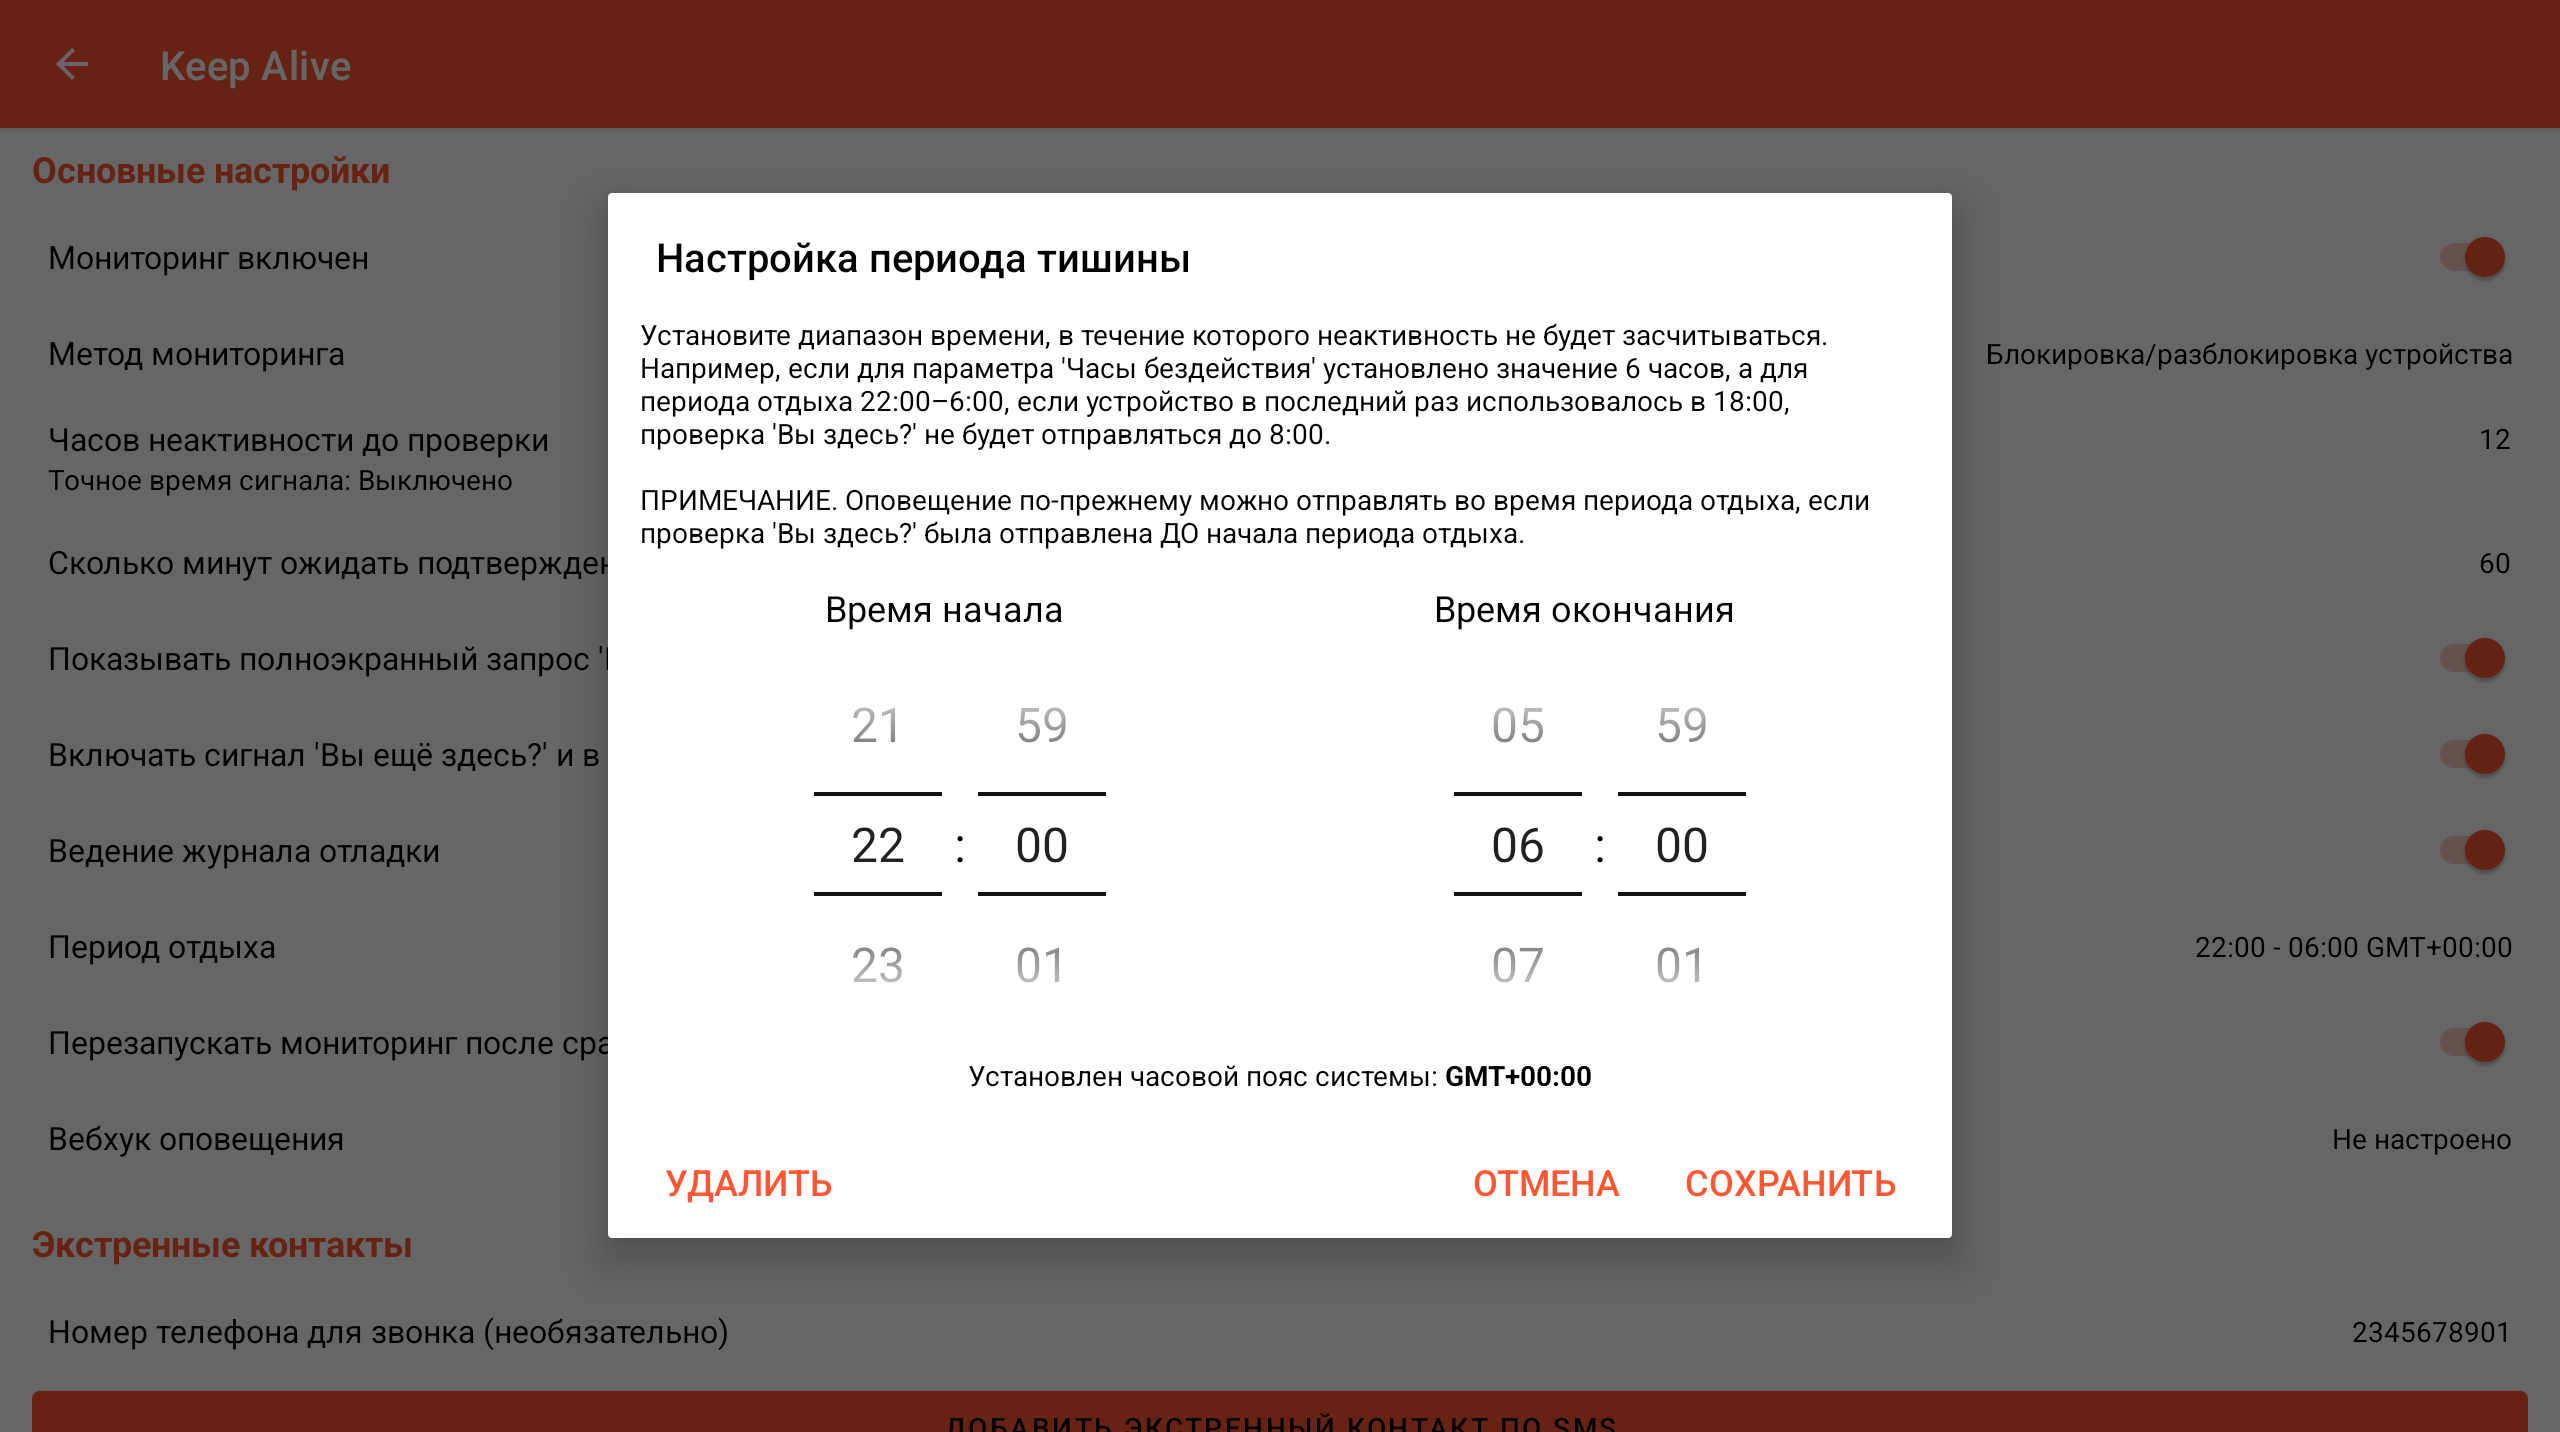 Keep Alive
Основные настройки
Мониторинг включен
Метод мониторинга
Блокировка/разблокировка устройства
Часов неактивности до проверки
12
Точное время сигнала: Выключено
Сколько минут ожидать
60
Показывать полноэкранный запрос
Включать сигнал 'Вы ещё здесь?' и в
Ведение журнала отладки
Период отдыха
22:00 - 06:00 GMT+00:00
Перезапускать мониторинг после
Вебхук оповещения
Не настроено
Экстренные контакты
Номер телефона для звонка (необязательно)
2345678901
ДОБАВИТЬ ЭКСТРЕННЫЙ КОНТАКТ ПО SMS
Настройка периода тишины
Установите диапазон времени, в течение которого неактивность не будет засчитываться.
Например, если для параметра 'Часы бездействия' установлено значение 6 часов, а для
периода отдыха 22:00–6:00, если устройство в последний раз использовалось в 18:00,
проверка 'Вы здесь?' не будет отправляться до 8:00.
ПРИМЕЧАНИЕ. Оповещение по-прежнему можно отправлять во время периода отдыха, если
проверка 'Вы здесь?' была отправлена ДО начала периода отдыха.
Время начала
Время окончания
21 59 05 59
22 : 00 06 : 00
23 01 07 01
Установлен часовой пояс системы: GMT+00:00
УДАЛИТЬ
ОТМЕНА
СОХРАНИТЬ